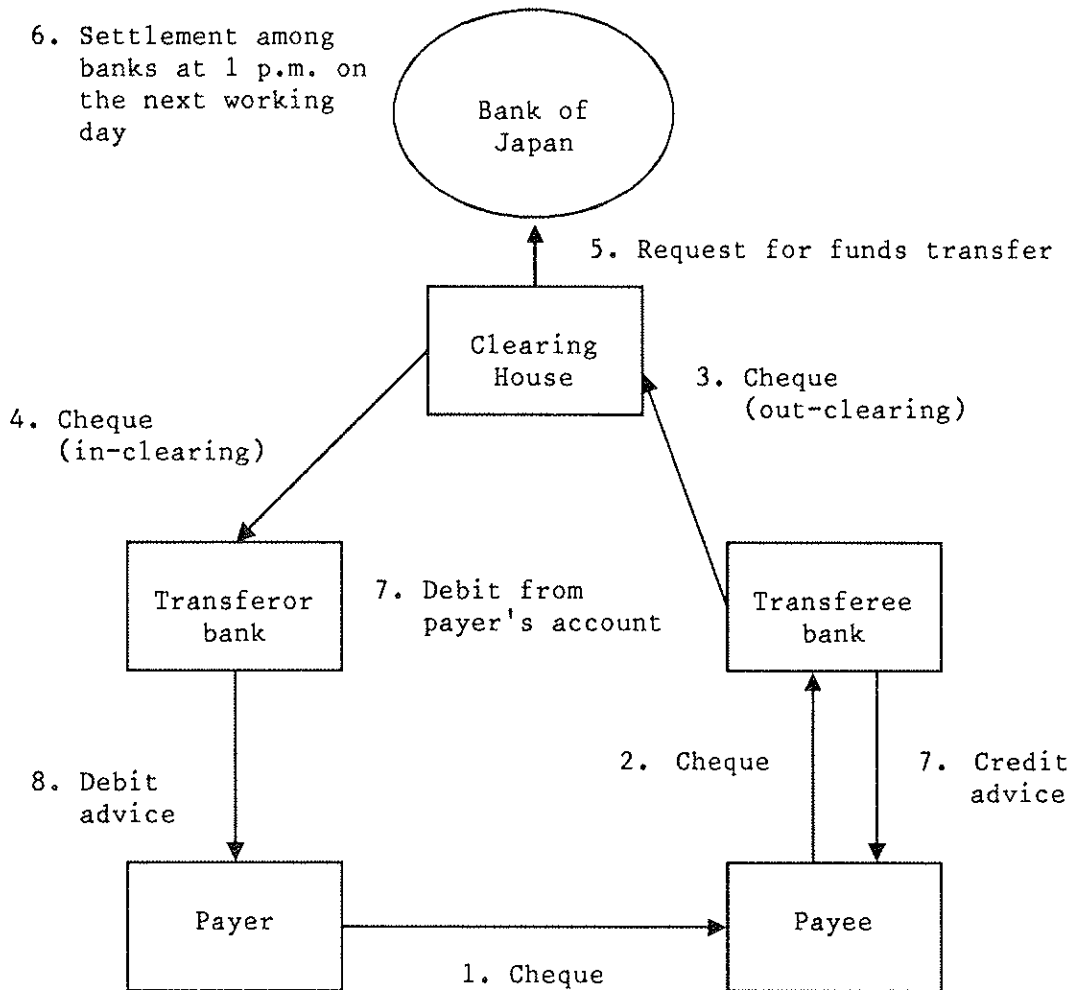 6. Settlement among
banks at 1 p.m. on
the next working
day
Bank of
Japan
5. Request for funds transfer
Clearing
House
3. Cheque
(out-clearing)
4. Cheque
(in-clearing)
Transferor
bank
7. Debit from
payer's account
Transferee
bank
2. Cheque
7. Credit
advice
8. Debit
advice
Payer
Payee
1. Cheque